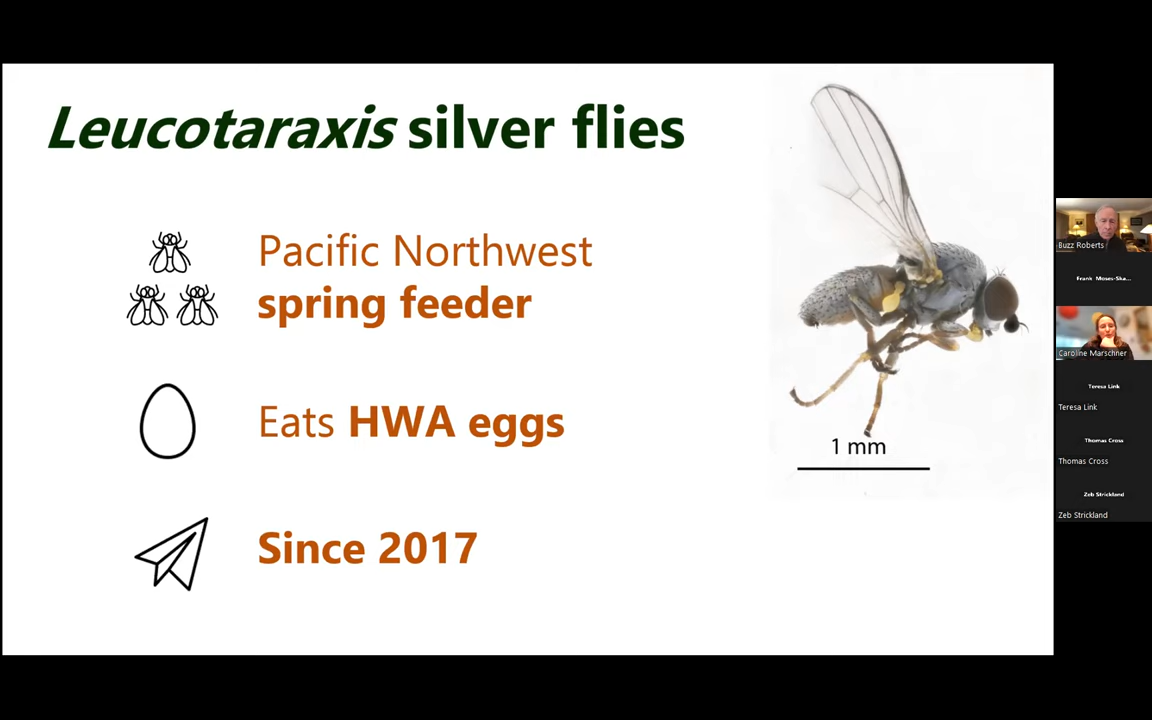 Leucotaraxis silver flies
Pacific Northwest
spring feeder
Eats HWA eggs
Since 2017
1 mm
Buzz Roberts
Frank Moses-Ska...
Caroline Marschner
Teresa Link
Teresa Link
Thomas Cross
Thomas Cross
Zeb Strickland
Zeb Strickland